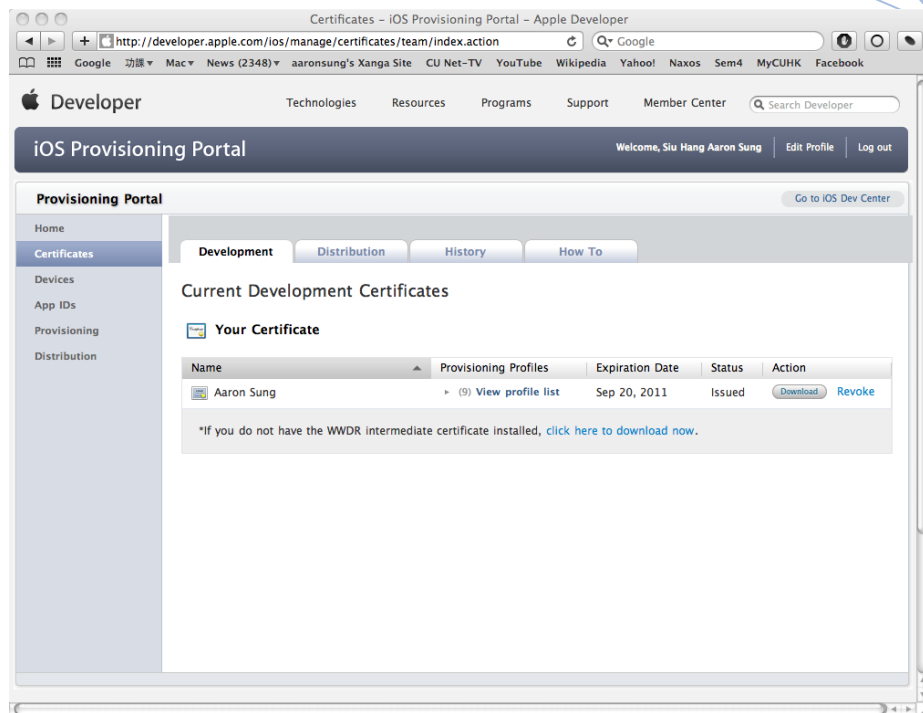 Certificates – iOS Provisioning Portal – Apple Developer
http://developer.apple.com/ios/manage/certificates/team/index.action Google
Google 功課 Mac News (2348) aaronsung's Xanga Site CU Net-TV YouTube Wikipedia Yahoo! Naxos Sem4 MyCUHK Facebook
Developer Technologies Resources Programs Support Member Center Search Developer
iOS Provisioning Portal Welcome, Siu Hang Aaron Sung Edit Profile Log out
Provisioning Portal Go to iOS Dev Center
Home
Certificates
Devices
App IDs
Provisioning
Distribution
Development Distribution History How To
Current Development Certificates
Your Certificate
Name Provisioning Profiles Expiration Date Status Action
Aaron Sung (9) View profile list Sep 20, 2011 Issued Download Revoke
*If you do not have the WWDR intermediate certificate installed, click here to download now.